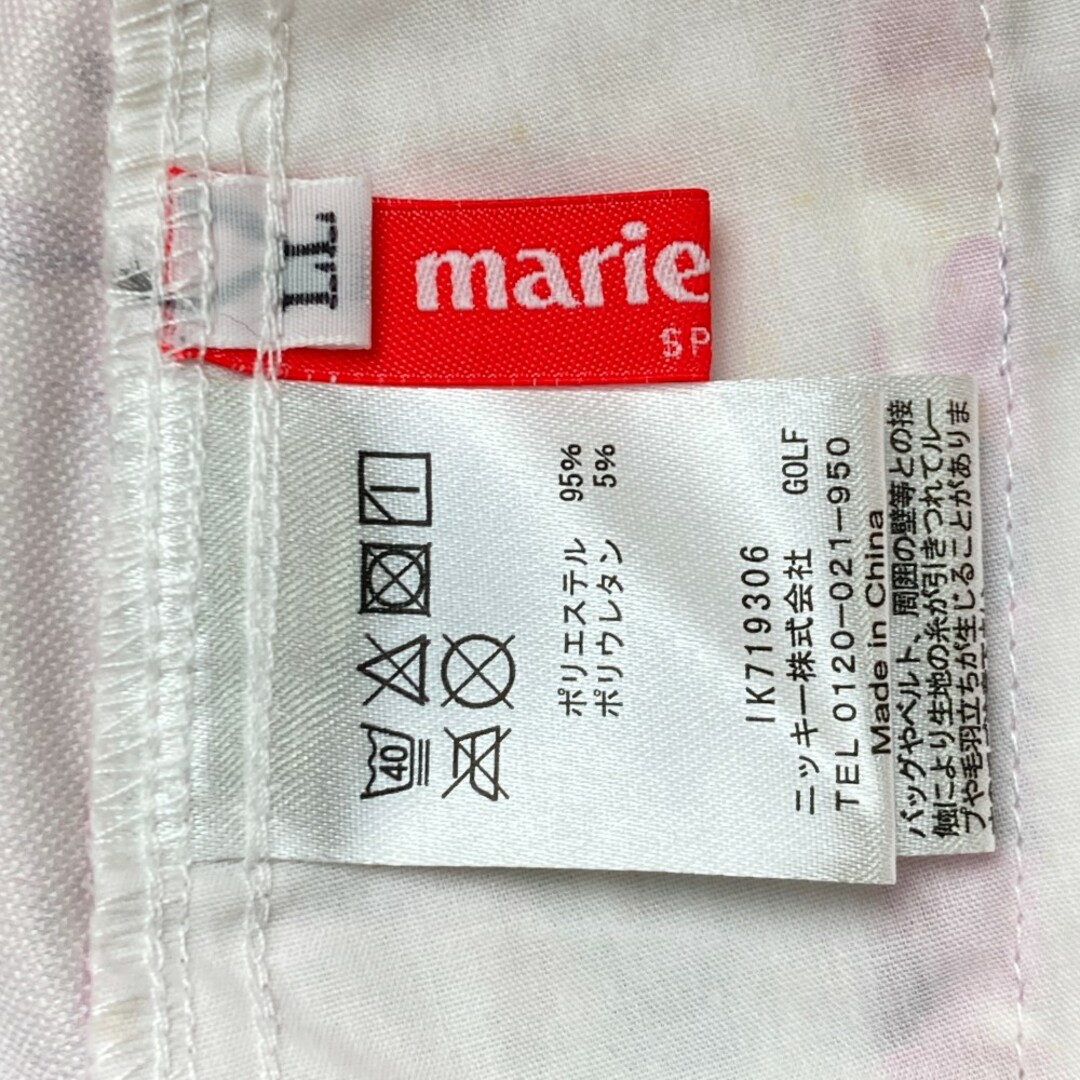 LL
marie
SP
40
ポリエステル 95%
ポリウレタン 5%
IK719306
ニッキー株式会社 GOLF
TEL 0120-021-950
Made in China
バッグやベルト、周囲の壁等との接
触により生地の糸が引きつれてルー
プや毛羽立ちが生じることがありま